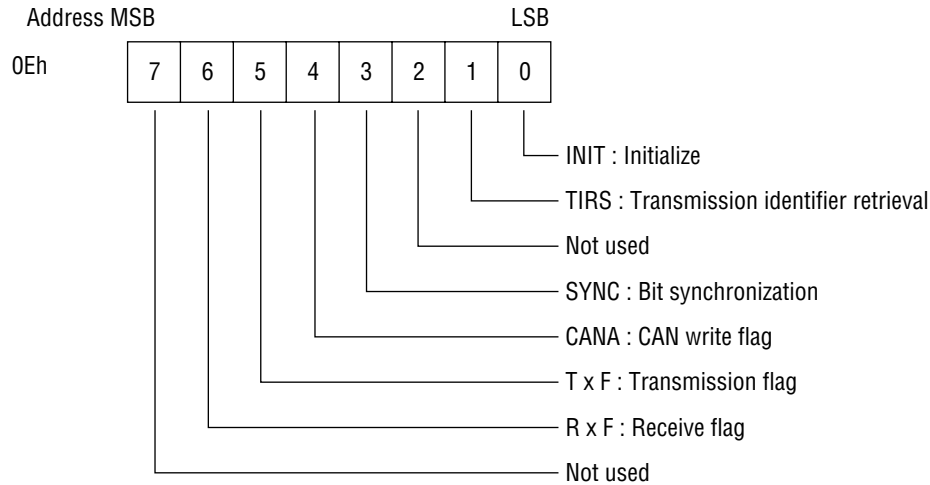 Address MSB LSB
0Eh 7 6 5 4 3 2 1 0
INIT : Initialize
TIRS : Transmission identifier retrieval
Not used
SYNC : Bit synchronization
CANA : CAN write flag
T x F : Transmission flag
R x F : Receive flag
Not used